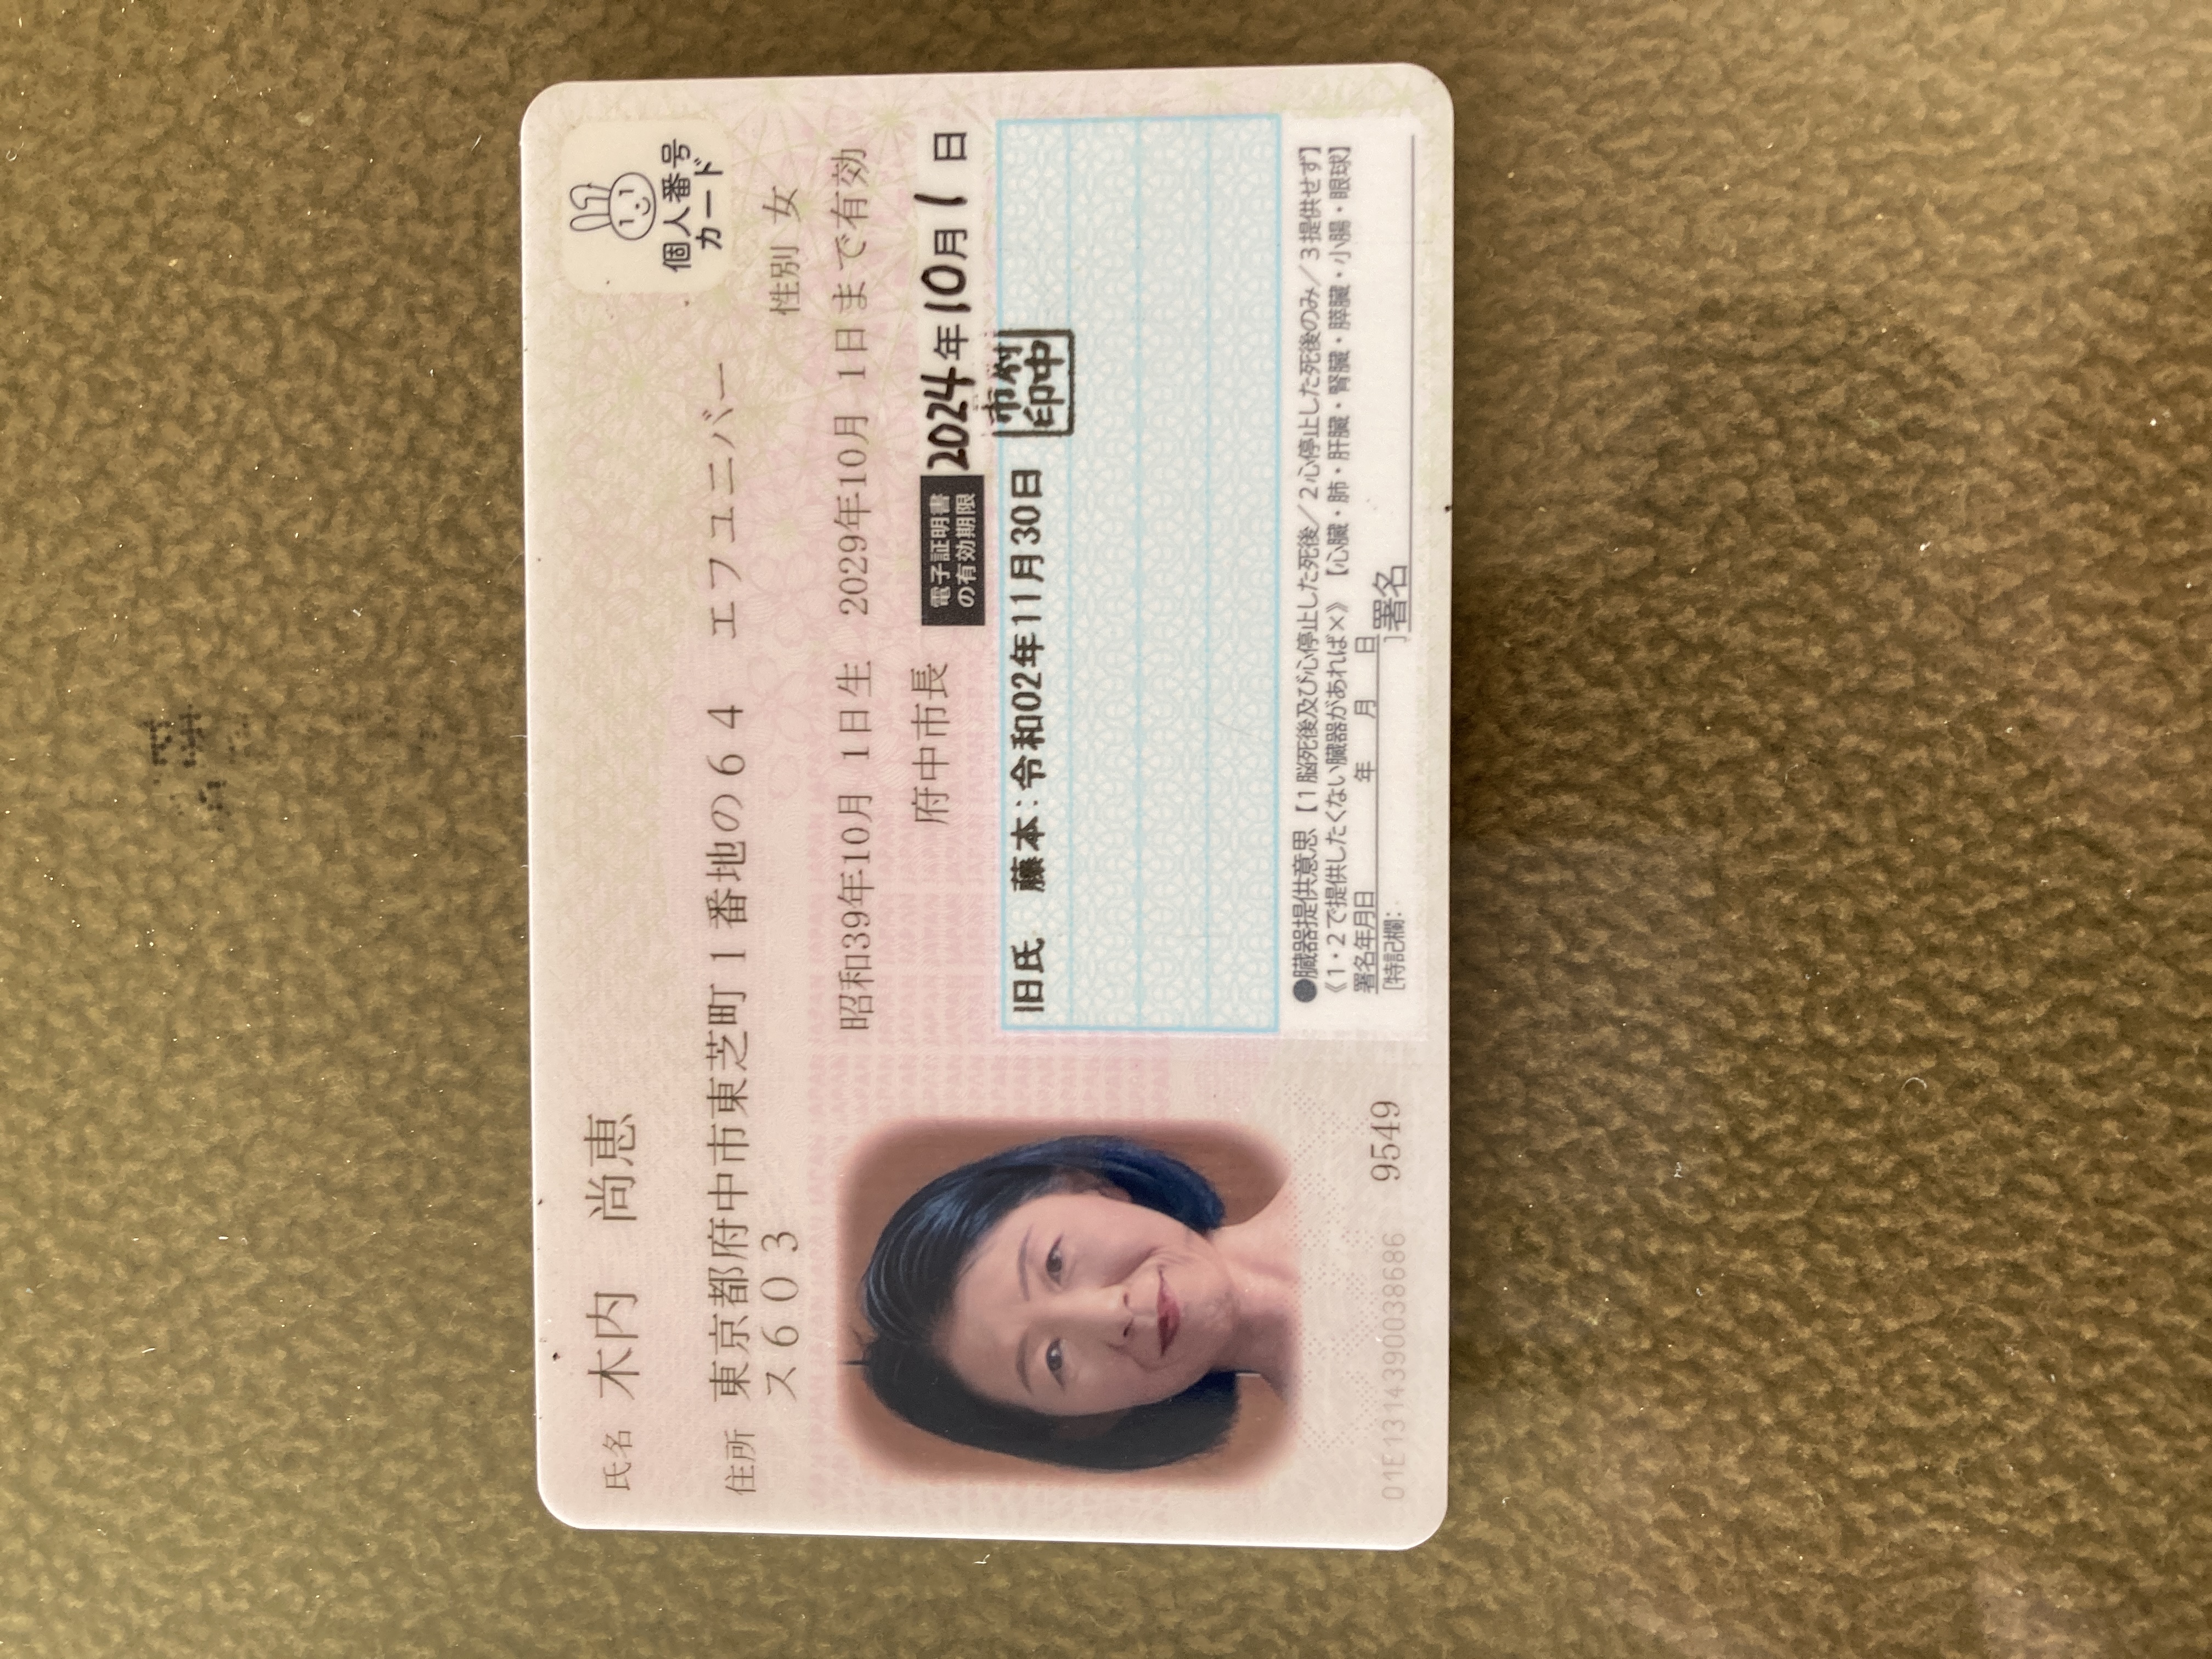 氏名 木内 尚恵
個人番号
カード
住所 東京都府中市東芝町1番地の64 エフユニバー
ス603
性別 女
昭和39年10月 1日生 2029年10月 1日まで有効
府中市長
電子証明書
の有効期限
2024年10月1日
旧氏 藤本:令和02年11月30日
府中
市印
●臓器提供意思【1脳死後及び心停止した死後/2心停止した死後のみ/3提供せず】
《1・2で提供したくない臓器があれば×》【心臓・肺・肝臓・腎臓・膵臓・小腸・眼球】
署名年月日 年 月 日
[特記欄: ]署名
01E1314390038686 9549